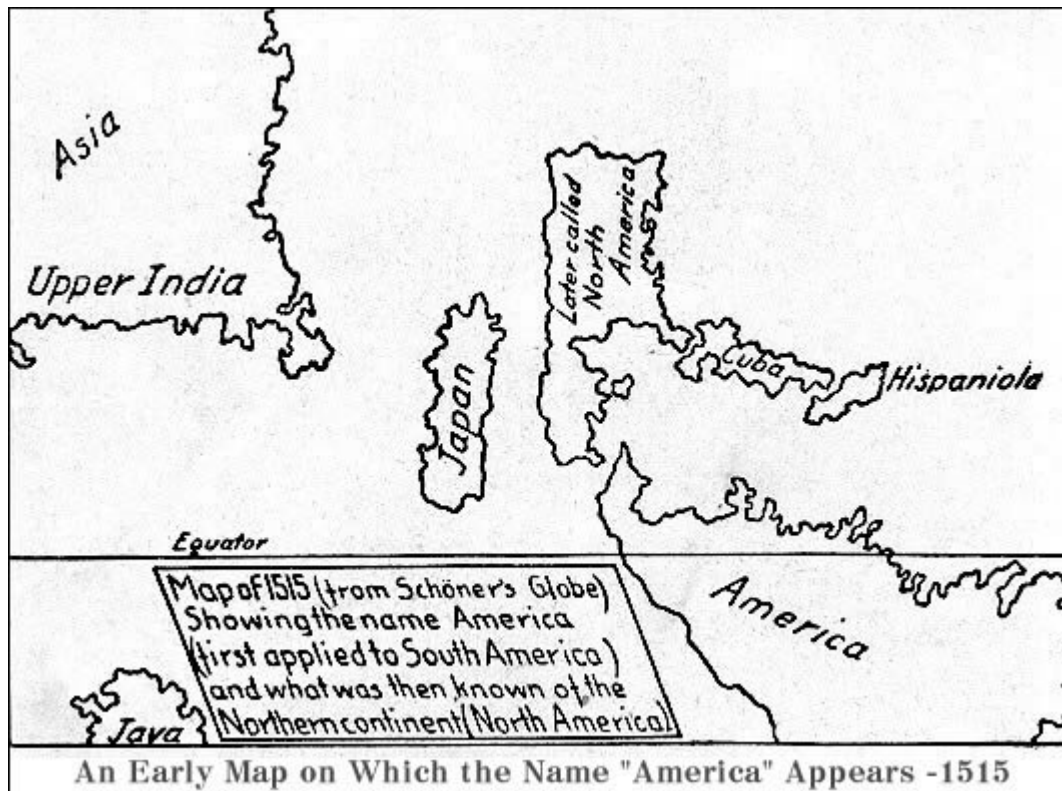 Asia
Upper India
Japan
Later called
North
America
Cuba
Hispaniola
Equator
America
Map of 1515 (from Schöner's Globe)
Showing the name America
(first applied to South America)
and what was then known of the
Northern continent (North America)
Java
An Early Map on Which the Name "America" Appears -1515